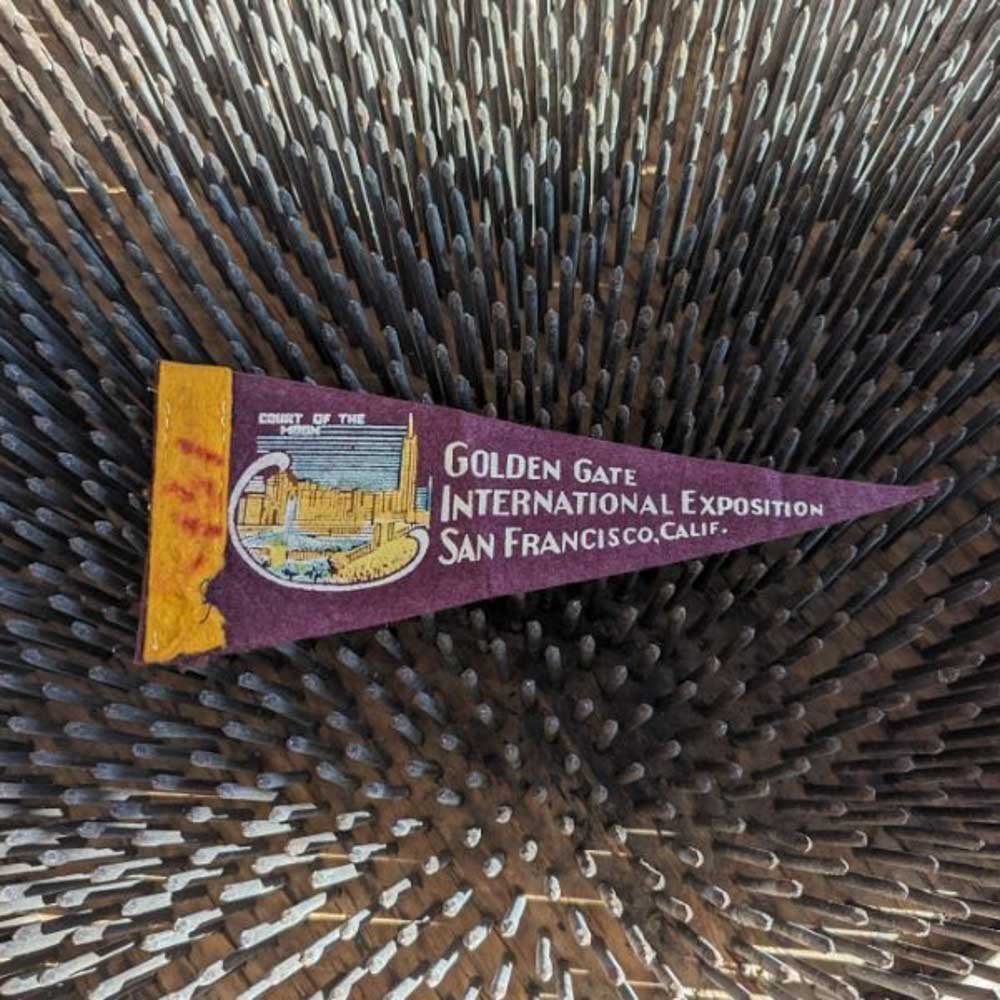 COURT OF THE
MOON
GOLDEN GATE
INTERNATIONAL EXPOSITION
SAN FRANCISCO, CALIF.